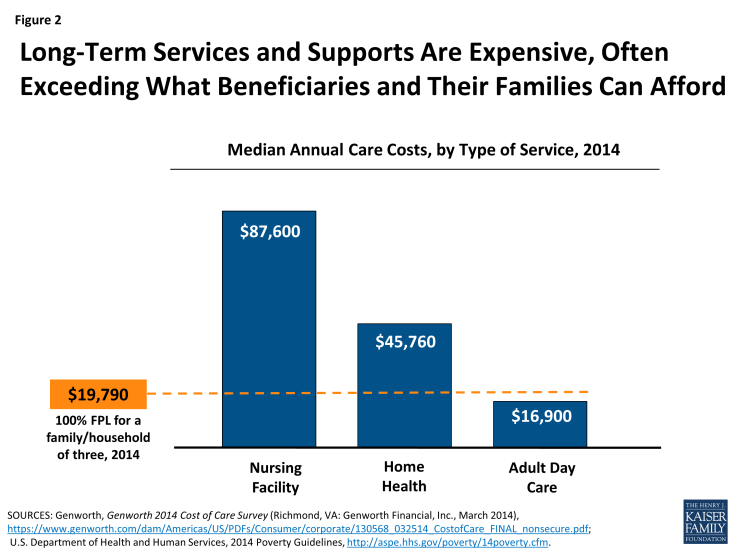 Figure 2
Long-Term Services and Supports Are Expensive, Often
Exceeding What Beneficiaries and Their Families Can Afford
Median Annual Care Costs, by Type of Service, 2014
$87,600
$45,760
$19,790
$16,900
100% FPL for a
family/household
of three, 2014
Nursing
Facility
Home
Health
Adult Day
Care
SOURCES: Genworth, Genworth 2014 Cost of Care Survey (Richmond, VA: Genworth Financial, Inc., March 2014),
https://www.genworth.com/dam/Americas/US/PDFs/Consumer/corporate/130568_032514_CostofCare_FINAL_nonsecure.pdf;
U.S. Department of Health and Human Services, 2014 Poverty Guidelines, http://aspe.hhs.gov/poverty/14poverty.cfm.
THE HENRY J.
KAISER
FAMILY
FOUNDATION